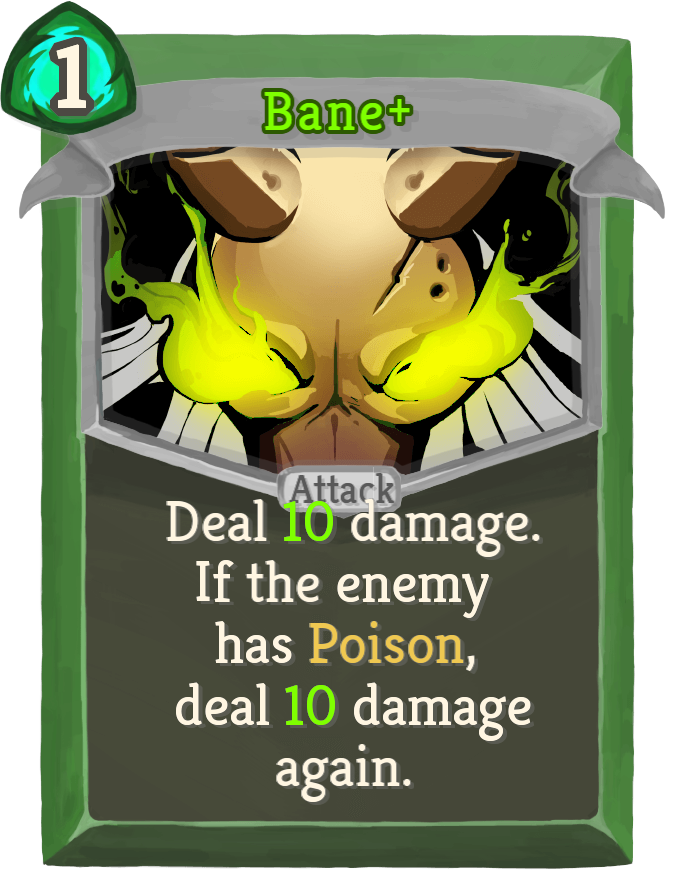 1
Bane+
Attack
Deal 10 damage.
If the enemy
has Poison,
deal 10 damage
again.